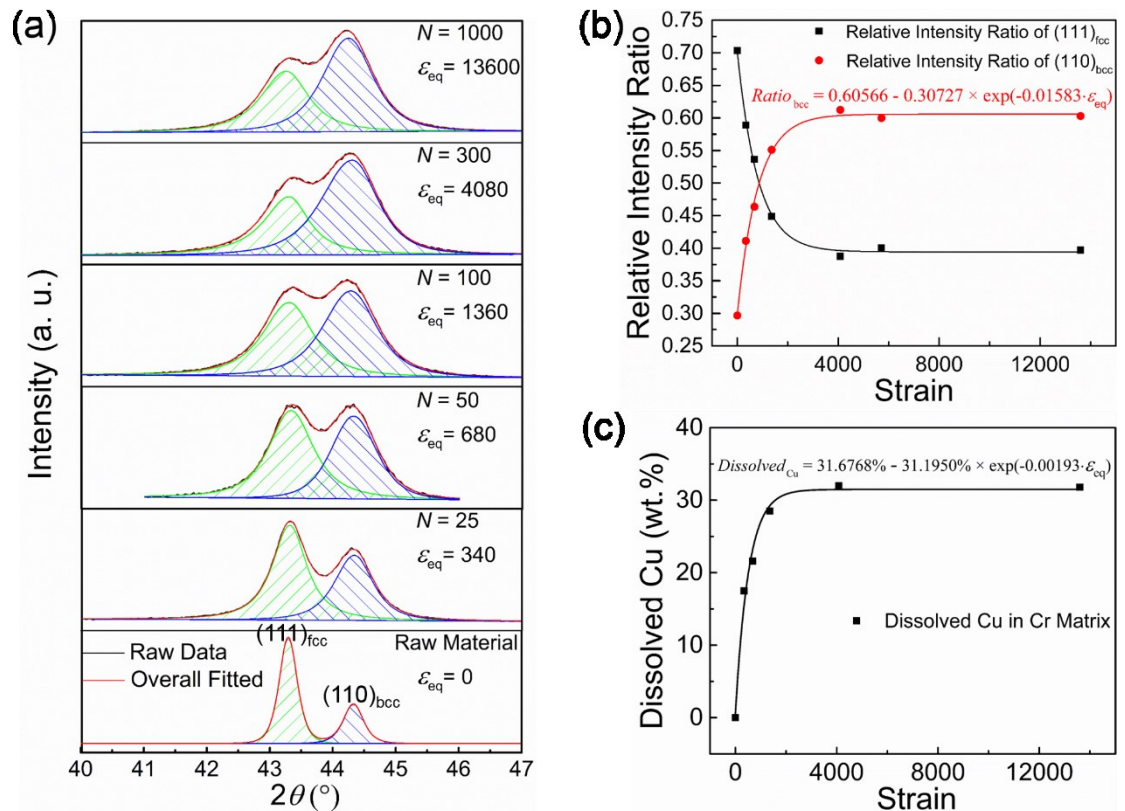 (a)
N = 1000
εeq = 13600
N = 300
εeq = 4080
N = 100
εeq = 1360
N = 50
εeq = 680
N = 25
εeq = 340
(111)fcc
Raw Material
Raw Data
Overall Fitted
εeq = 0
(110)bcc
40 41 42 43 44 45 46 47
2θ (°)
Intensity (a. u.)
(b)
Relative Intensity Ratio of (111)fcc
Relative Intensity Ratio of (110)bcc
Ratiobcc = 0.60566 - 0.30727 × exp(-0.01583·εeq)
0.75
0.70
0.65
0.60
0.55
0.50
0.45
0.40
0.35
0.30
0.25
0 4000 8000 12000
Strain
Relative Intensity Ratio
(c)
DissolvedCu = 31.6768% - 31.1950% × exp(-0.00193·εeq)
Dissolved Cu in Cr Matrix
40
30
20
10
0
0 4000 8000 12000
Strain
Dissolved Cu (wt.%)